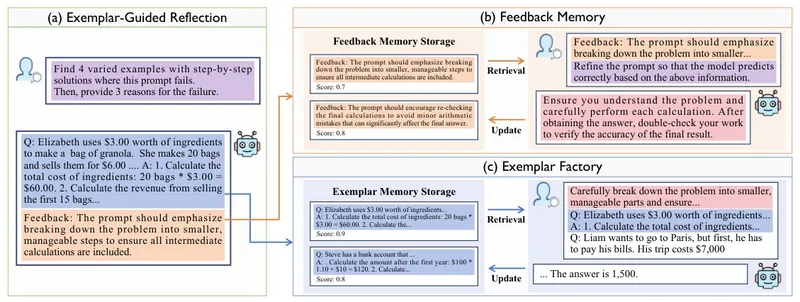 (a) Exemplar-Guided Reflection
Find 4 varied examples with step-by-step
solutions where this prompt fails.
Then, provide 3 reasons for the failure.
Q: Elizabeth uses $3.00 worth of ingredients
to make a bag of granola. She makes 20 bags
and sells them for $6.00 .... A: 1. Calculate the
total cost of ingredients: 20 bags * $3.00 =
$60.00. 2. Calculate the revenue from selling
the first 15 bags...
Feedback: The prompt should emphasize
breaking down the problem into smaller,
manageable steps to ensure all intermediate
calculations are included.
(b) Feedback Memory
Feedback Memory Storage
Feedback: The prompt should emphasize breaking
down the problem into smaller, manageable steps to
ensure all intermediate calculations are included.
Score: 0.7
Feedback: The prompt should encourage re-checking
the final calculations to avoid minor arithmetic
mistakes that can significantly affect the final answer.
Score: 0.8
Retrieval
Update
Feedback: The prompt should emphasize
breaking down the problem into smaller...
Refine the prompt so that the model predicts
correctly based on the above information.
Ensure you understand the problem and
carefully perform each calculation. After
obtaining the answer, double-check your work
to verify the accuracy of the final result.
(c) Exemplar Factory
Exemplar Memory Storage
Q: Elizabeth uses $3.00 worth of ingredients...
A: 1. Calculate the total cost of ingredients: 20 bags *
$3.00 = $60.00. 2. Calculate the...
Score: 0.9
Q: Steve has a bank account that ...
A: . Calculate the amount after the first year: $100 *
1.10 + $10 = $120. 2. Calculate...
Score: 0.8
Retrieval
Update
Carefully break down the problem into smaller,
manageable parts and ensure...
Q: Elizabeth uses $3.00 worth of ingredients...
A: 1. Calculate the total cost of ingredients...
Q: Liam wants to go to Paris, but first, he has
to pay his bills. His trip costs $7,000
... The answer is 1,500.